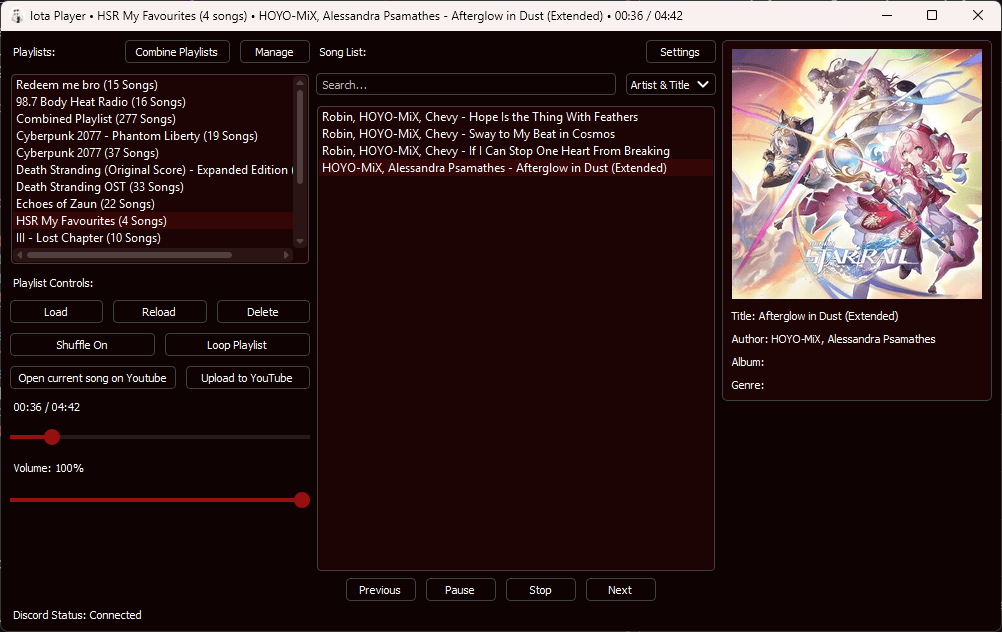 Iota Player • HSR My Favourites (4 songs) • HOYO-MiX, Alessandra Psamathes - Afterglow in Dust (Extended) • 00:36 / 04:42
Playlists:
Combine Playlists
Manage
Redeem me bro (15 Songs)
98.7 Body Heat Radio (16 Songs)
Combined Playlist (277 Songs)
Cyberpunk 2077 - Phantom Liberty (19 Songs)
Cyberpunk 2077 (37 Songs)
Death Stranding (Original Score) - Expanded Edition (
Death Stranding OST (33 Songs)
Echoes of Zaun (22 Songs)
HSR My Favourites (4 Songs)
III - Lost Chapter (10 Songs)
Playlist Controls:
Load
Reload
Delete
Shuffle On
Loop Playlist
Open current song on Youtube
Upload to YouTube
00:36 / 04:42
Volume: 100%
Discord Status: Connected
Song List:
Settings
Search...
Artist & Title
Robin, HOYO-MiX, Chevy - Hope Is the Thing With Feathers
Robin, HOYO-MiX, Chevy - Sway to My Beat in Cosmos
Robin, HOYO-MiX, Chevy - If I Can Stop One Heart From Breaking
HOYO-MiX, Alessandra Psamathes - Afterglow in Dust (Extended)
Previous
Pause
Stop
Next
Honkai
STAR RAIL
Title: Afterglow in Dust (Extended)
Author: HOYO-MiX, Alessandra Psamathes
Album:
Genre: